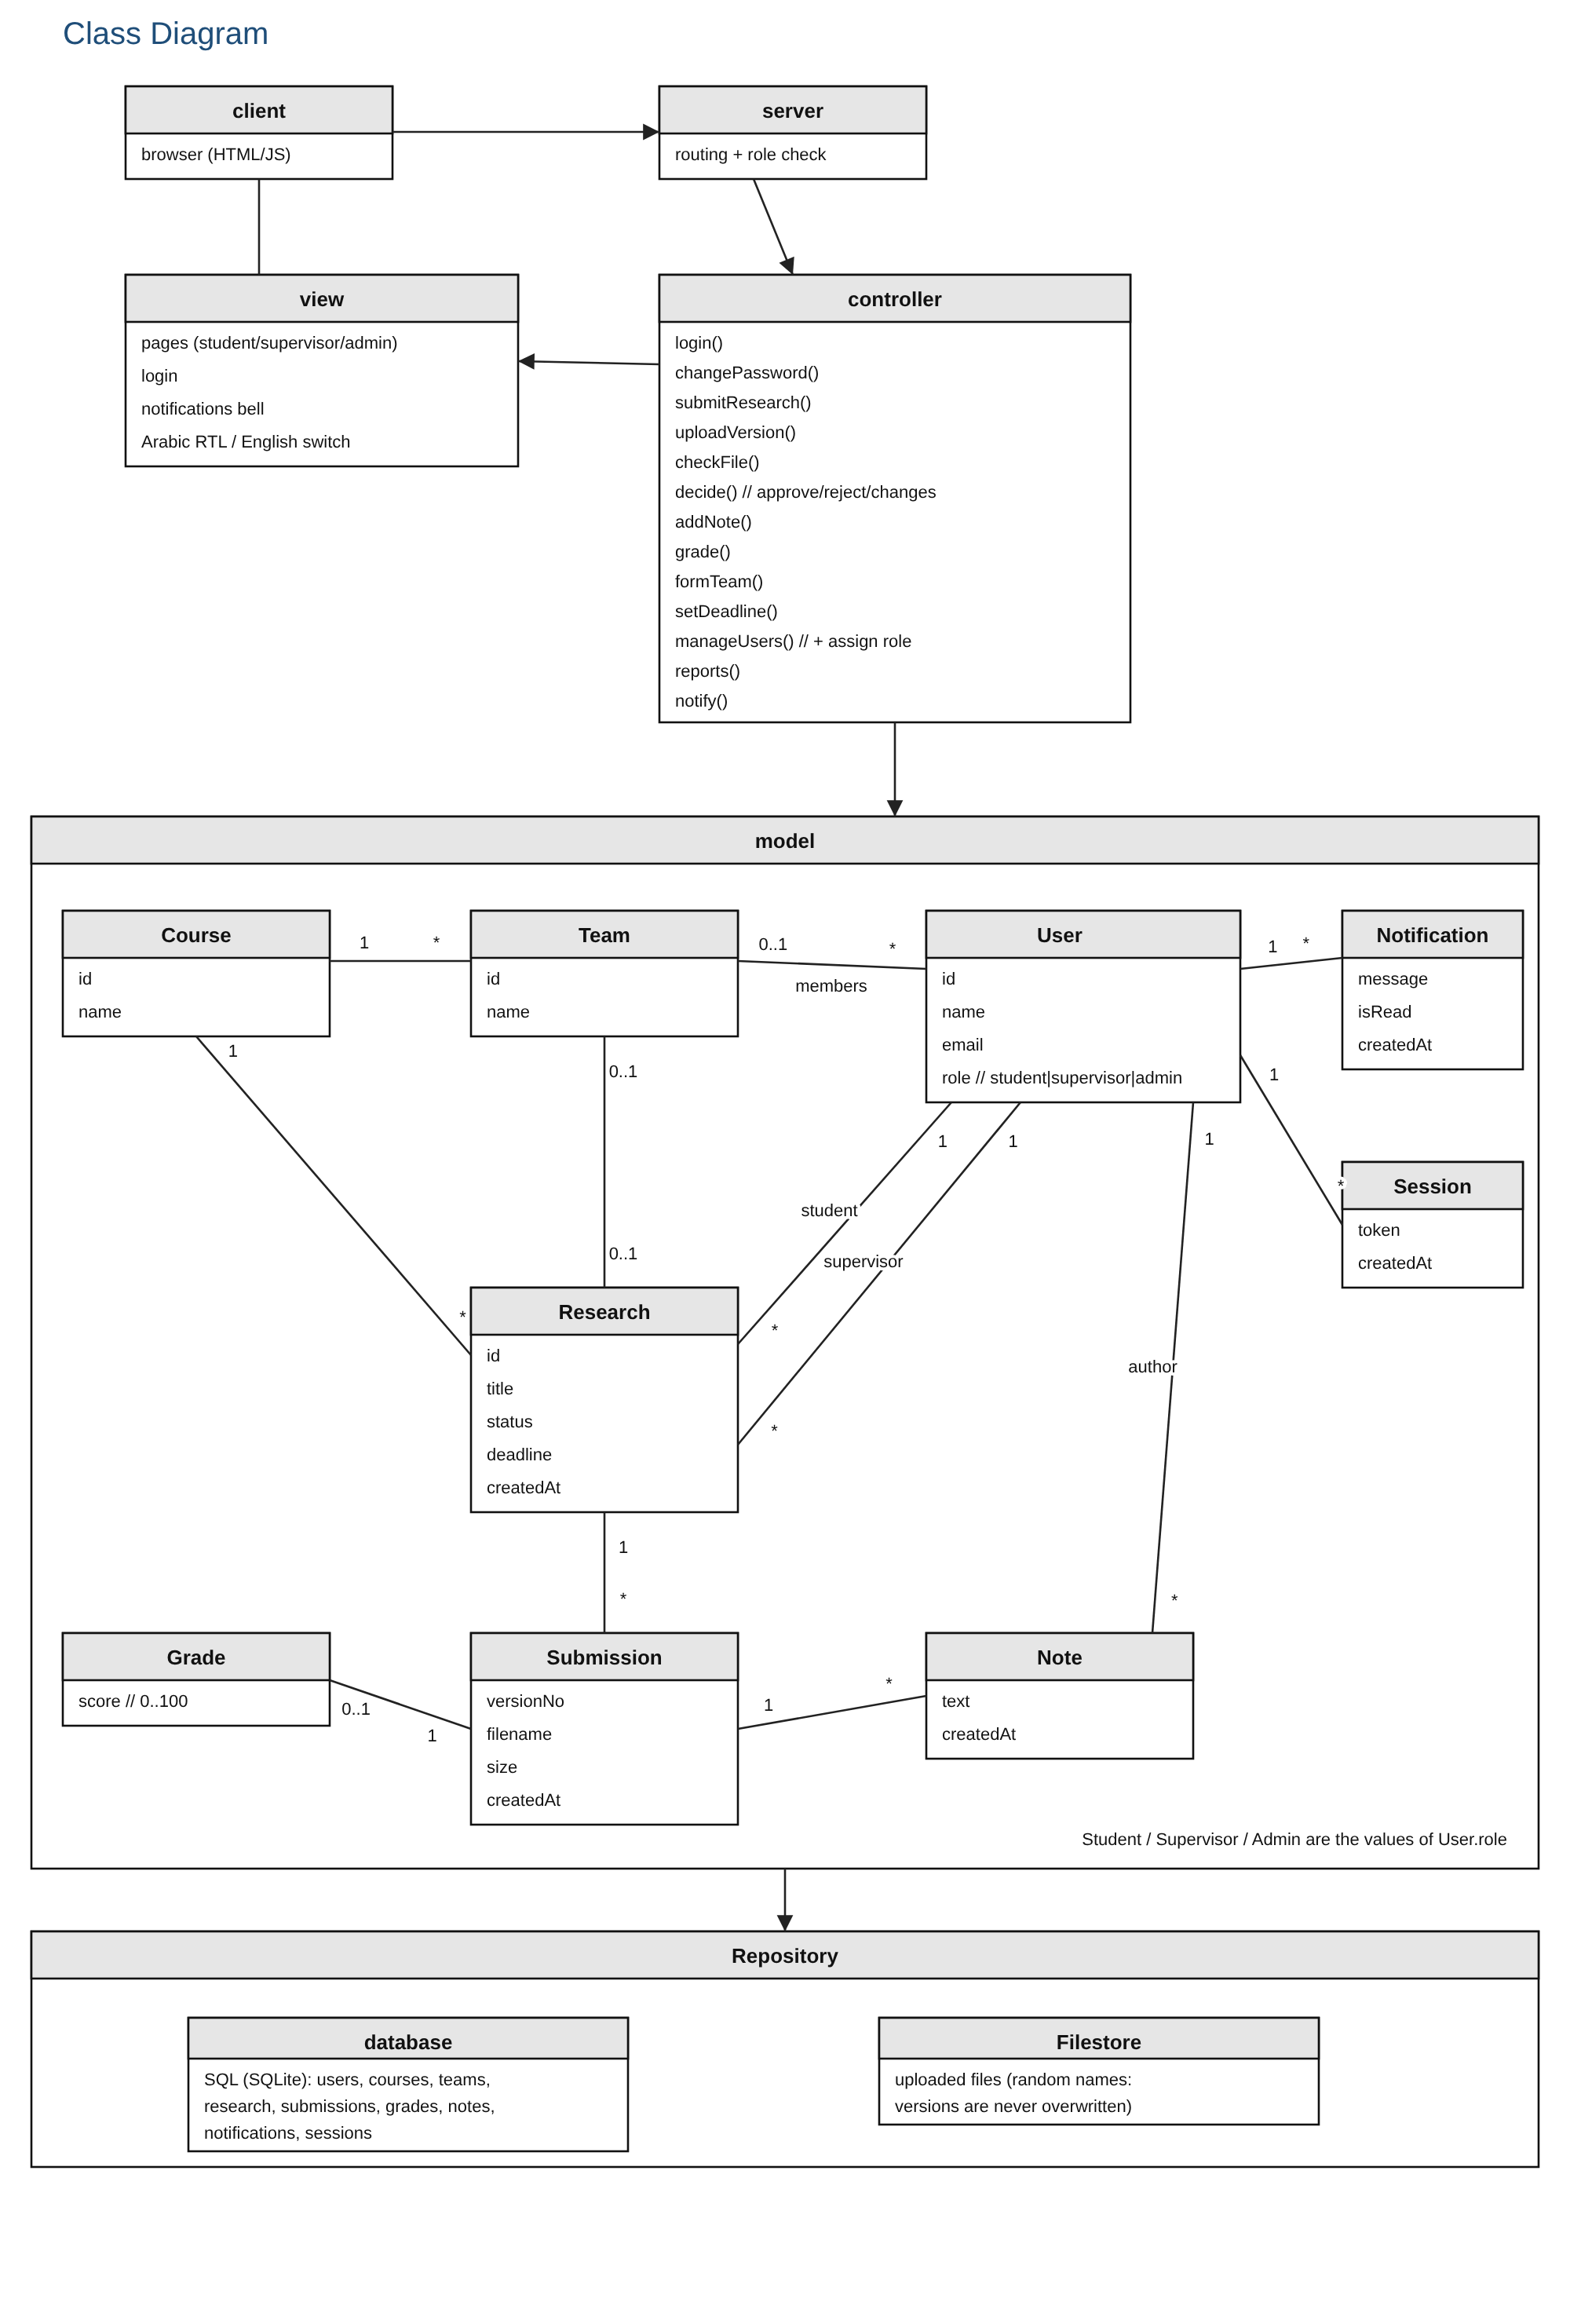 Class Diagram
client
browser (HTML/JS)
server
routing + role check
view
pages (student/supervisor/admin)
login
notifications bell
Arabic RTL / English switch
controller
login()
changePassword()
submitResearch()
uploadVersion()
checkFile()
decide() // approve/reject/changes
addNote()
grade()
formTeam()
setDeadline()
manageUsers() // + assign role
reports()
notify()
model
Course
id
name
1 *
Team
id
name
0..1 *
members
User
id
name
email
role // student|supervisor|admin
1 *
Notification
message
isRead
createdAt
1
0..1
1
*
Session
token
createdAt
1
1
1
student
supervisor
author
0..1
*
*
*
*
Research
id
title
status
deadline
createdAt
1
*
Grade
score // 0..100
0..1
1
Submission
versionNo
filename
size
createdAt
1
*
Note
text
createdAt
Student / Supervisor / Admin are the values of User.role
Repository
database
SQL (SQLite): users, courses, teams,
research, submissions, grades, notes,
notifications, sessions
Filestore
uploaded files (random names:
versions are never overwritten)